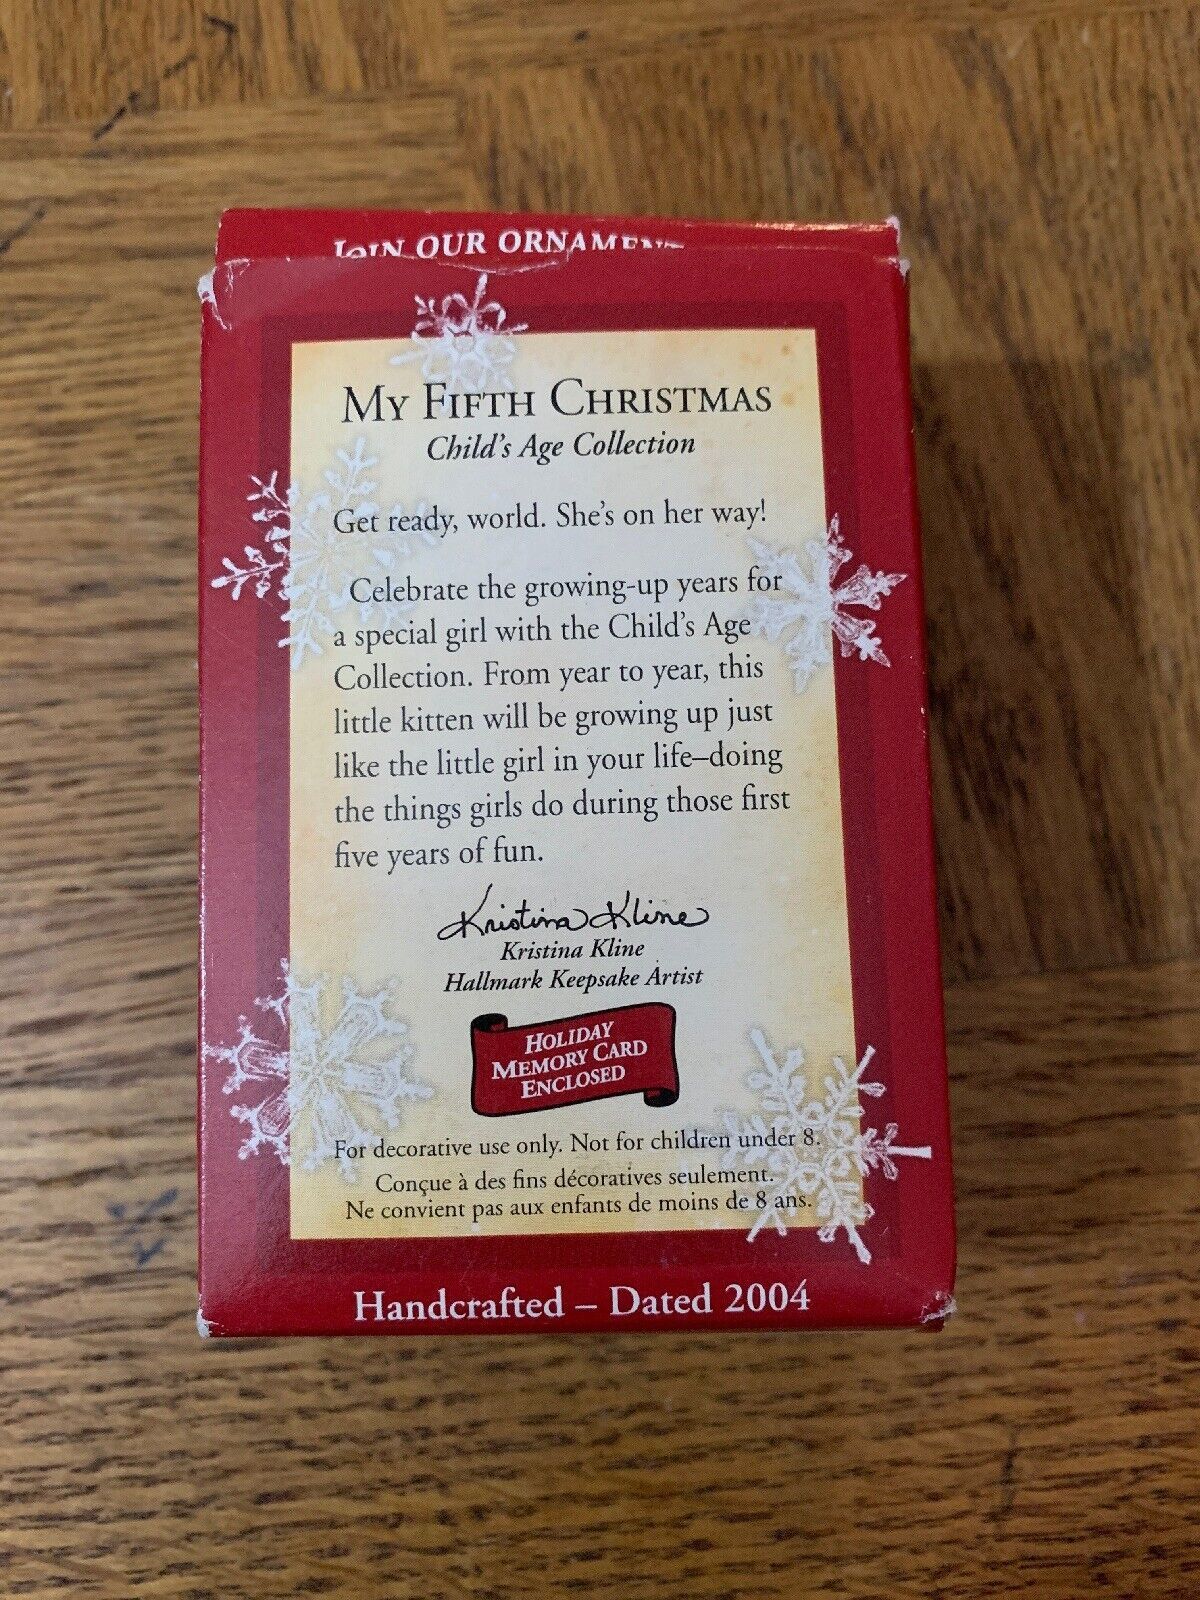 JOIN OUR ORNAMENT
MY FIFTH CHRISTMAS
Child's Age Collection
Get ready, world. She's on her way!
Celebrate the growing-up years for
a special girl with the Child's Age
Collection. From year to year, this
little kitten will be growing up just
like the little girl in your life–doing
the things girls do during those first
five years of fun.
Kristina Kline
Kristina Kline
Hallmark Keepsake Artist
HOLIDAY
MEMORY CARD
ENCLOSED
For decorative use only. Not for children under 8.
Conçue à des fins décoratives seulement.
Ne convient pas aux enfants de moins de 8 ans.
Handcrafted – Dated 2004